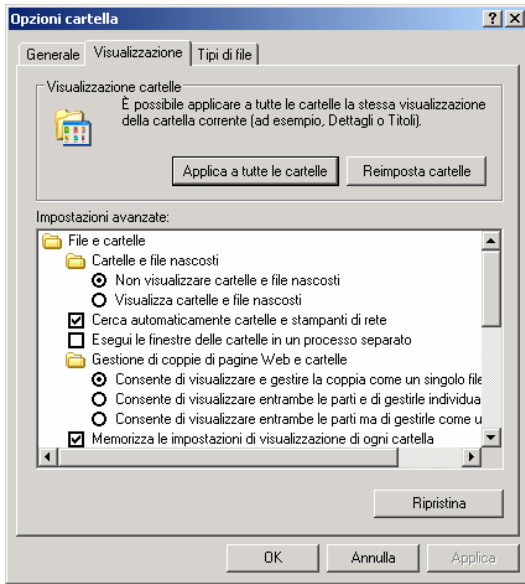 Opzioni cartella
Generale Visualizzazione Tipi di file
Visualizzazione cartelle
È possibile applicare a tutte le cartelle la stessa visualizzazione
della cartella corrente (ad esempio, Dettagli o Titoli).
Applica a tutte le cartelle Reimposta cartelle
Impostazioni avanzate:
File e cartelle
Cartelle e file nascosti
Non visualizzare cartelle e file nascosti
Visualizza cartelle e file nascosti
Cerca automaticamente cartelle e stampanti di rete
Esegui le finestre delle cartelle in un processo separato
Gestione di coppie di pagine Web e cartelle
Consente di visualizzare e gestire la coppia come un singolo file
Consente di visualizzare entrambe le parti e di gestirle individua
Consente di visualizzare entrambe le parti ma di gestirle come u
Memorizza le impostazioni di visualizzazione di ogni cartella
Ripristina
OK Annulla Applica